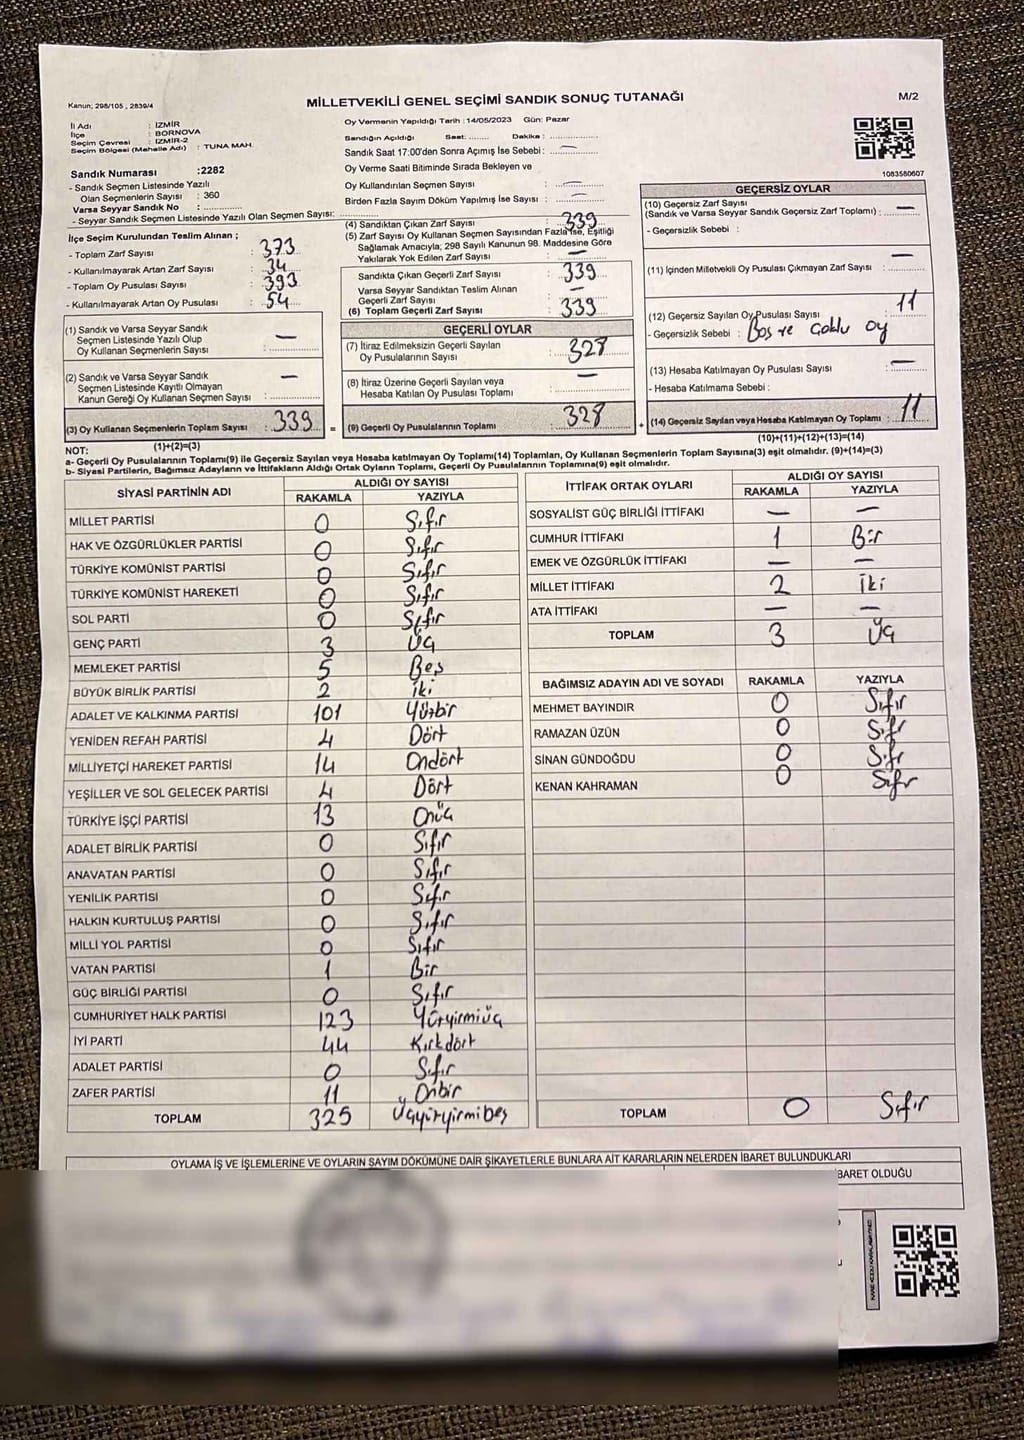 Kanun; 298/105 , 2839/4
MİLLETVEKİLİ GENEL SEÇİMİ SANDIK SONUÇ TUTANAĞI
M/2
İl Adı : İZMİR
İlçe : BORNOVA
Seçim Çevresi : İZMİR-2
Seçim Bölgesi (Mahalle Adı) : TUNA MAH.
Sandık Numarası :2282
- Sandık Seçmen Listesinde Yazılı
Olan Seçmenlerin Sayısı : 360
Varsa Seyyar Sandık No :
- Seyyar Sandık Seçmen Listesinde Yazılı Olan Seçmen Sayısı:
Oy Vermenin Yapıldığı Tarih : 14/05/2023 Gün: Pazar
Sandığın Açıldığı Saat: Dakika :
Sandık Saat 17:00'den Sonra Açımış İse Sebebi : —
Oy Verme Saati Bitiminde Sırada Bekleyen ve
Oy Kullandırılan Seçmen Sayısı : —
Birden Fazla Sayım Döküm Yapılmış İse Sayısı : —
1083580607
İlçe Seçim Kurulundan Teslim Alınan ;
- Toplam Zarf Sayısı : 373
- Kullanılmayarak Artan Zarf Sayısı : 34
- Toplam Oy Pusulası Sayısı : 393
- Kullanılmayarak Artan Oy Pusulası : 54
(4) Sandıktan Çıkan Zarf Sayısı : 339
(5) Zarf Sayısı Oy Kullanan Seçmen Sayısından Fazla İse, Eşitliği
Sağlamak Amacıyla; 298 Sayılı Kanunun 98. Maddesine Göre
Yakılarak Yok Edilen Zarf Sayısı : —
Sandıkta Çıkan Geçerli Zarf Sayısı : 339
Varsa Seyyar Sandıktan Teslim Alınan
Geçerli Zarf Sayısı : —
(6) Toplam Geçerli Zarf Sayısı : 339
GEÇERSİZ OYLAR
(10) Geçersiz Zarf Sayısı
(Sandık ve Varsa Seyyar Sandık Geçersiz Zarf Toplamı) : —
- Geçersizlik Sebebi :
(11) İçinden Milletvekili Oy Pusulası Çıkmayan Zarf Sayısı : —
(12) Geçersiz Sayılan Oy Pusulası Sayısı : 11
- Geçersizlik Sebebi : Boş ve Çoklu oy
(13) Hesaba Katılmayan Oy Pusulası Sayısı : —
- Hesaba Katılmama Sebebi :
(14) Geçersiz Sayılan veya Hesaba Katılmayan Oy Toplamı : 11
(10)+(11)+(12)+(13)=(14)
(1) Sandık ve Varsa Seyyar Sandık
Seçmen Listesinde Yazılı Olup
Oy Kullanan Seçmenlerin Sayısı : —
(2) Sandık ve Varsa Seyyar Sandık
Seçmen Listesinde Kayıtlı Olmayan
Kanun Gereği Oy Kullanan Seçmen Sayısı : —
(3) Oy Kullanan Seçmenlerin Toplam Sayısı : 339 =
(1)+(2)=(3)
GEÇERLİ OYLAR
(7) İtiraz Edilmeksizin Geçerli Sayılan
Oy Pusulalarının Sayısı : 328
(8) İtiraz Üzerine Geçerli Sayılan veya
Hesaba Katılan Oy Pusulası Toplamı : —
(9) Geçerli Oy Pusulalarının Toplamı : 328 +
NOT:
a- Geçerli Oy Pusulaları Toplamı(9) ile Geçersiz Sayılan veya Hesaba katılmayan Oy Toplamı(14) Toplamları, Oy Kullanan Seçmenlerin Toplam Sayısına(3) eşit olmalıdır. (9)+(14)=(3)
b- Siyasi Partilerin, Bağımsız Adayların ve İttifakların Aldığı Ortak Oyların Toplamı, Geçerli Oy Pusulalarının Toplamına(9) eşit olmalıdır.
SİYASİ PARTİNİN ADI ALDIĞI OY SAYISI
RAKAMLA YAZIYLA
MİLLET PARTİSİ 0 Sıfır
HAK VE ÖZGÜRLÜKLER PARTİSİ 0 Sıfır
TÜRKİYE KOMÜNİST PARTİSİ 0 Sıfır
TÜRKİYE KOMÜNİST HAREKETİ 0 Sıfır
SOL PARTİ 0 Sıfır
GENÇ PARTİ 3 Üç
MEMLEKET PARTİSİ 5 Beş
BÜYÜK BİRLİK PARTİSİ 2 İki
ADALET VE KALKINMA PARTİSİ 101 Yüzbir
YENİDEN REFAH PARTİSİ 4 Dört
MİLLİYETÇİ HAREKET PARTİSİ 14 Ondört
YEŞİLLER VE SOL GELECEK PARTİSİ 4 Dört
TÜRKİYE İŞÇİ PARTİSİ 13 Onüç
ADALET BİRLİK PARTİSİ 0 Sıfır
ANAVATAN PARTİSİ 0 Sıfır
YENİLİK PARTİSİ 0 Sıfır
HALKIN KURTULUŞ PARTİSİ 0 Sıfır
MİLLİ YOL PARTİSİ 0 Sıfır
VATAN PARTİSİ 1 Bir
GÜÇ BİRLİĞİ PARTİSİ 0 Sıfır
CUMHURİYET HALK PARTİSİ 123 Yüzyirmiüç
İYİ PARTİ 44 Kırkdört
ADALET PARTİSİ 0 Sıfır
ZAFER PARTİSİ 11 Onbir
TOPLAM 325 Üçyüzyirmibeş
İTTİFAK ORTAK OYLARI ALDIĞI OY SAYISI
RAKAMLA YAZIYLA
SOSYALİST GÜÇ BİRLİĞİ İTTİFAKI — —
CUMHUR İTTİFAKI 1 Bir
EMEK VE ÖZGÜRLÜK İTTİFAKI — —
MİLLET İTTİFAKI 2 İki
ATA İTTİFAKI — —
TOPLAM 3 Üç
BAĞIMSIZ ADAYIN ADI VE SOYADI RAKAMLA YAZIYLA
MEHMET BAYINDIR 0 Sıfır
RAMAZAN ÜZÜN 0 Sıfır
SİNAN GÜNDOĞDU 0 Sıfır
KENAN KAHRAMAN 0 Sıfır
TOPLAM 0 Sıfır
OYLAMA İŞ VE İŞLEMLERİNE VE OYLARIN SAYIM DÖKÜMÜNE DAİR ŞİKAYETLERLE BUNLARA AİT KARARLARIN NELERDEN İBARET BULUNDUKLARI
İBARET OLDUĞU